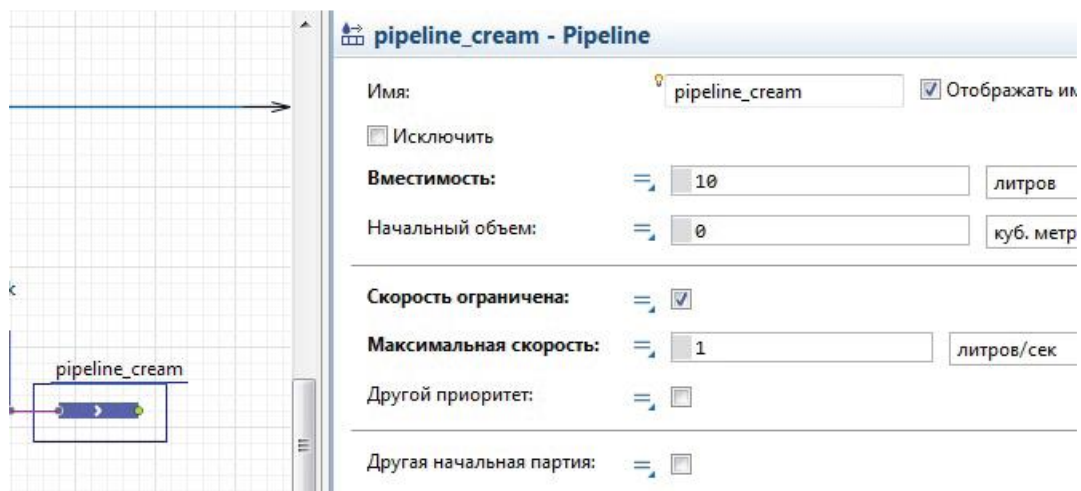 pipeline_cream - Pipeline
Имя:
pipeline_cream
Отображать им
Исключить
Вместимость:
10
литров
Начальный объем:
0
куб. метр
Скорость ограничена:
Максимальная скорость:
1
литров/сек
pipeline_cream
Другой приоритет:
Другая начальная партия: